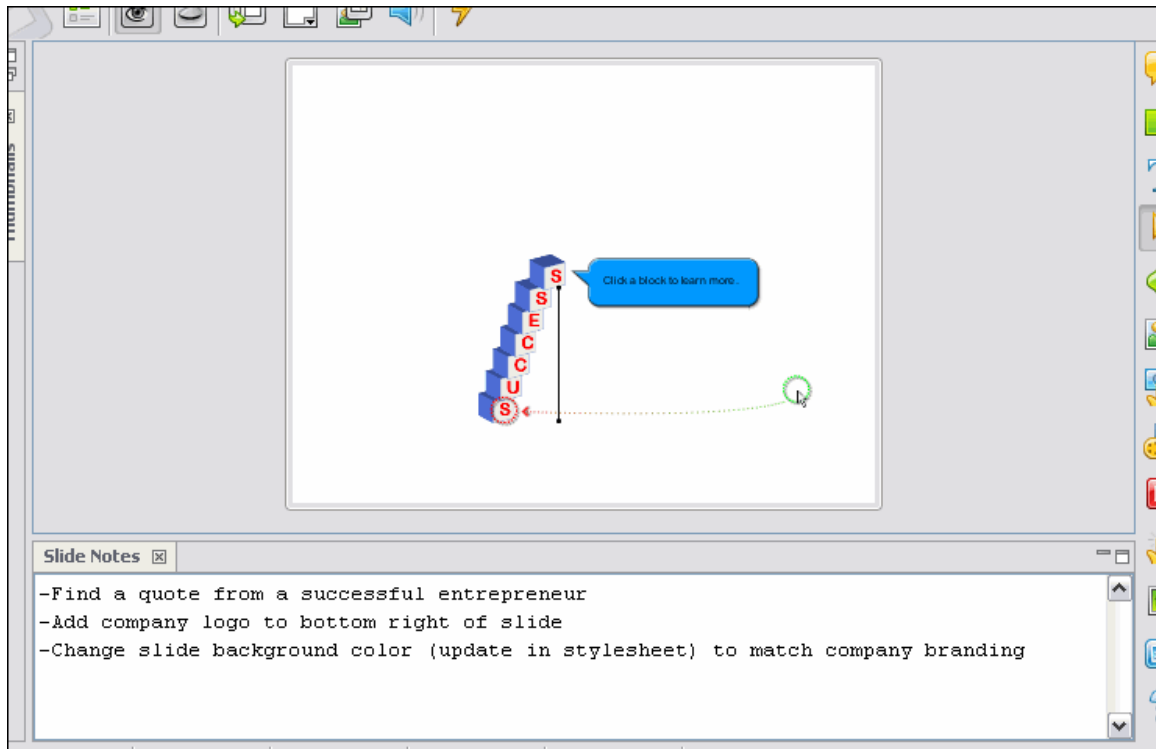 Thumbnails
S
S
E
C
C
U
S
Click a block to learn more.
Slide Notes
-Find a quote from a successful entrepreneur
-Add company logo to bottom right of slide
-Change slide background color (update in stylesheet) to match company branding